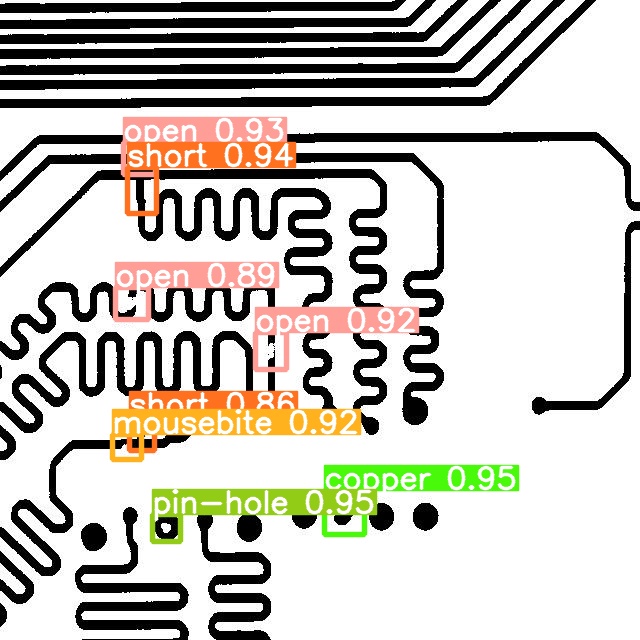 open 0.93
short 0.94
open 0.89
open 0.92
short 0.86
mousebite 0.92
copper 0.95
pin-hole 0.95